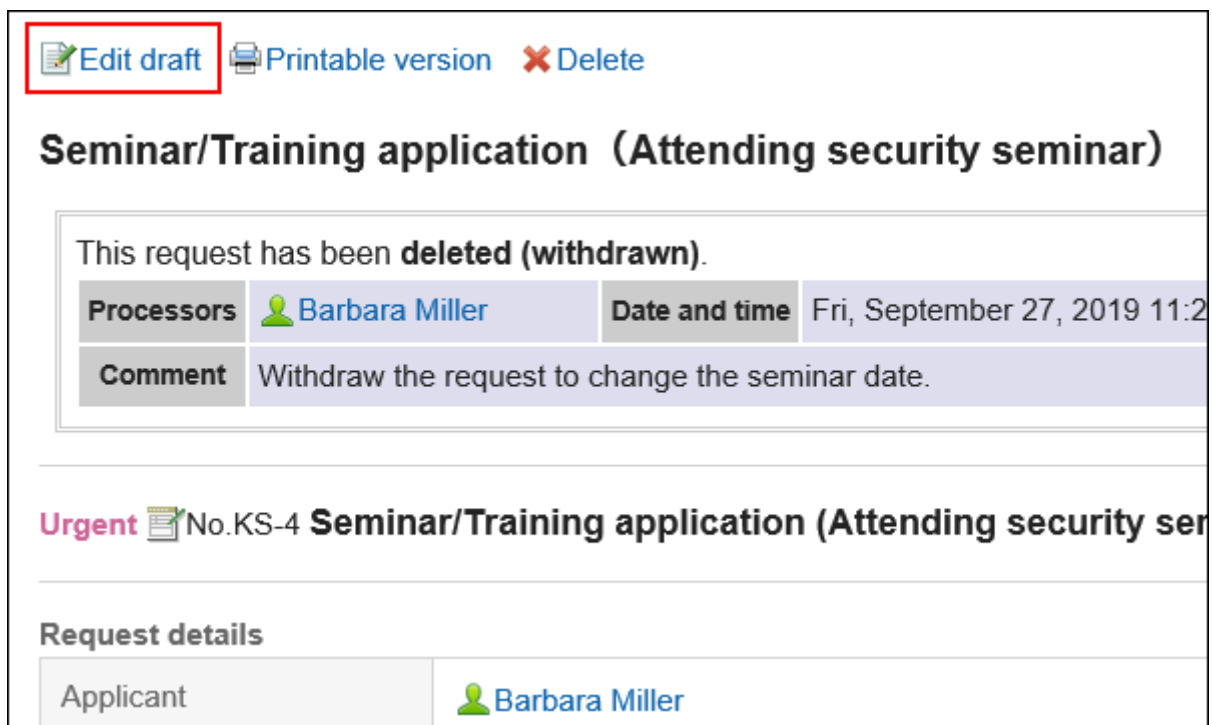 Edit draft Printable version Delete
Seminar/Training application（Attending security seminar）
This request has been deleted (withdrawn).
Processors Barbara Miller Date and time Fri, September 27, 2019 11:2
Comment Withdraw the request to change the seminar date.
Urgent No.KS-4 Seminar/Training application (Attending security
Request details
Applicant Barbara Miller